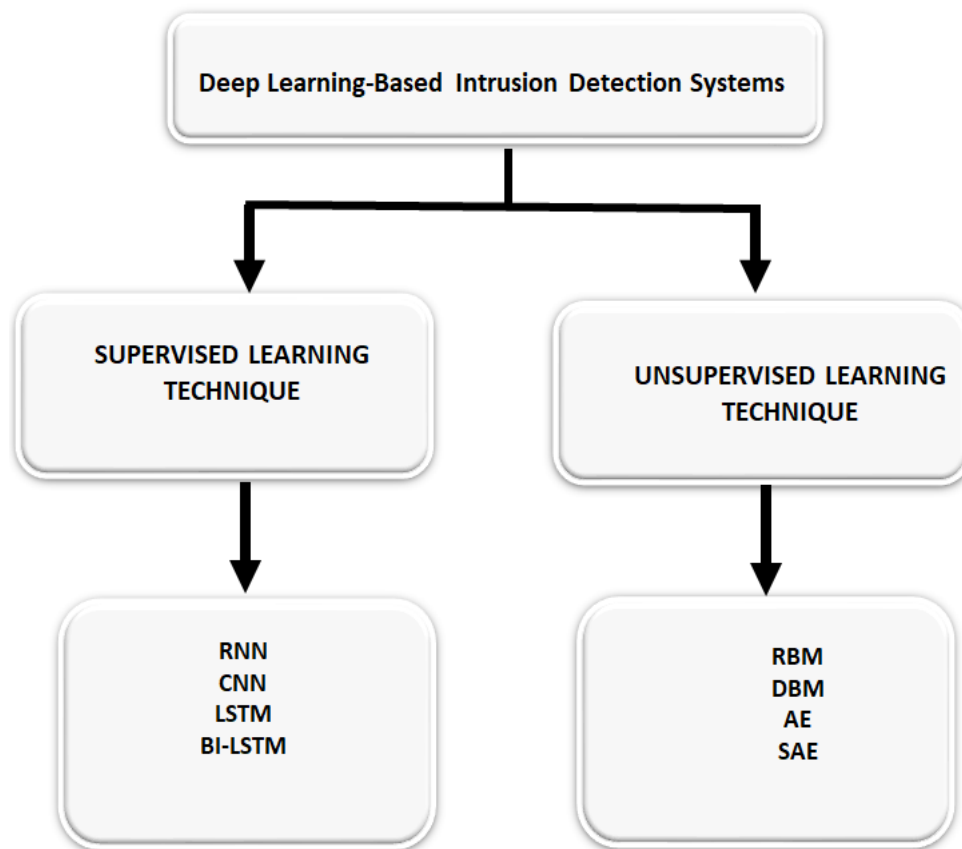 Deep Learning-Based Intrusion Detection Systems
SUPERVISED LEARNING
TECHNIQUE
UNSUPERVISED LEARNING
TECHNIQUE
RNN
CNN
LSTM
BI-LSTM
RBM
DBM
AE
SAE